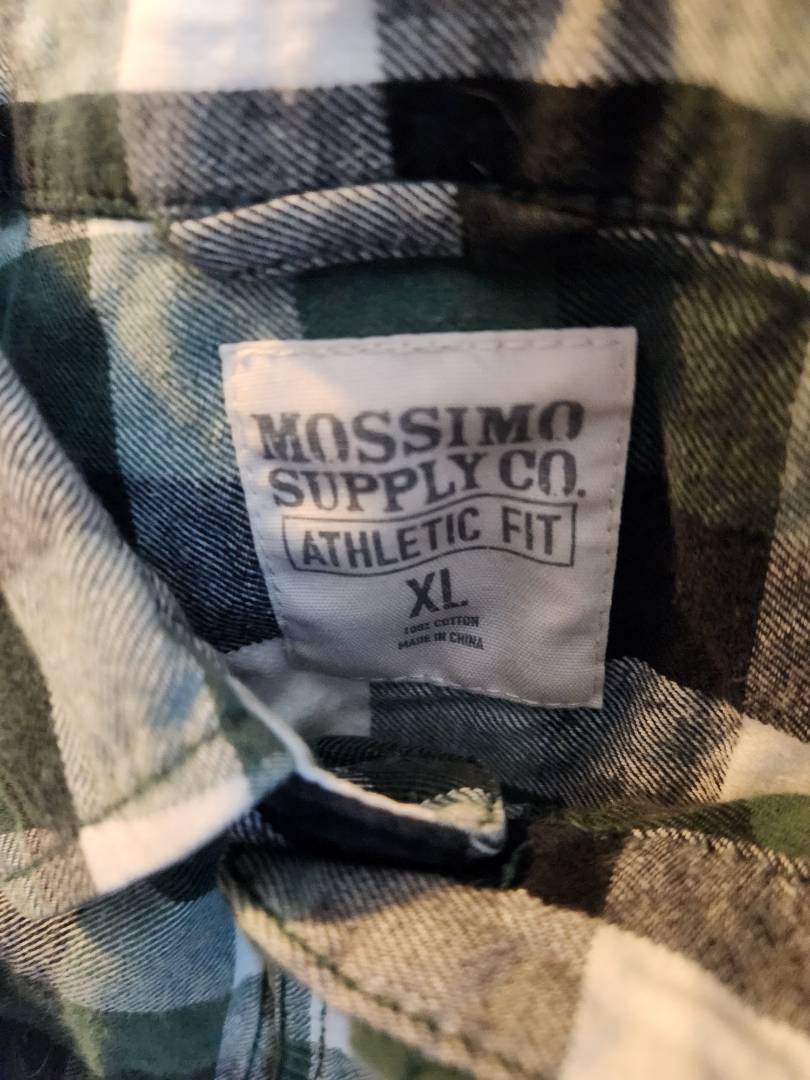 MOSSIMO
SUPPLY CO.
ATHLETIC FIT
XL
100% COTTON
MADE IN CHINA